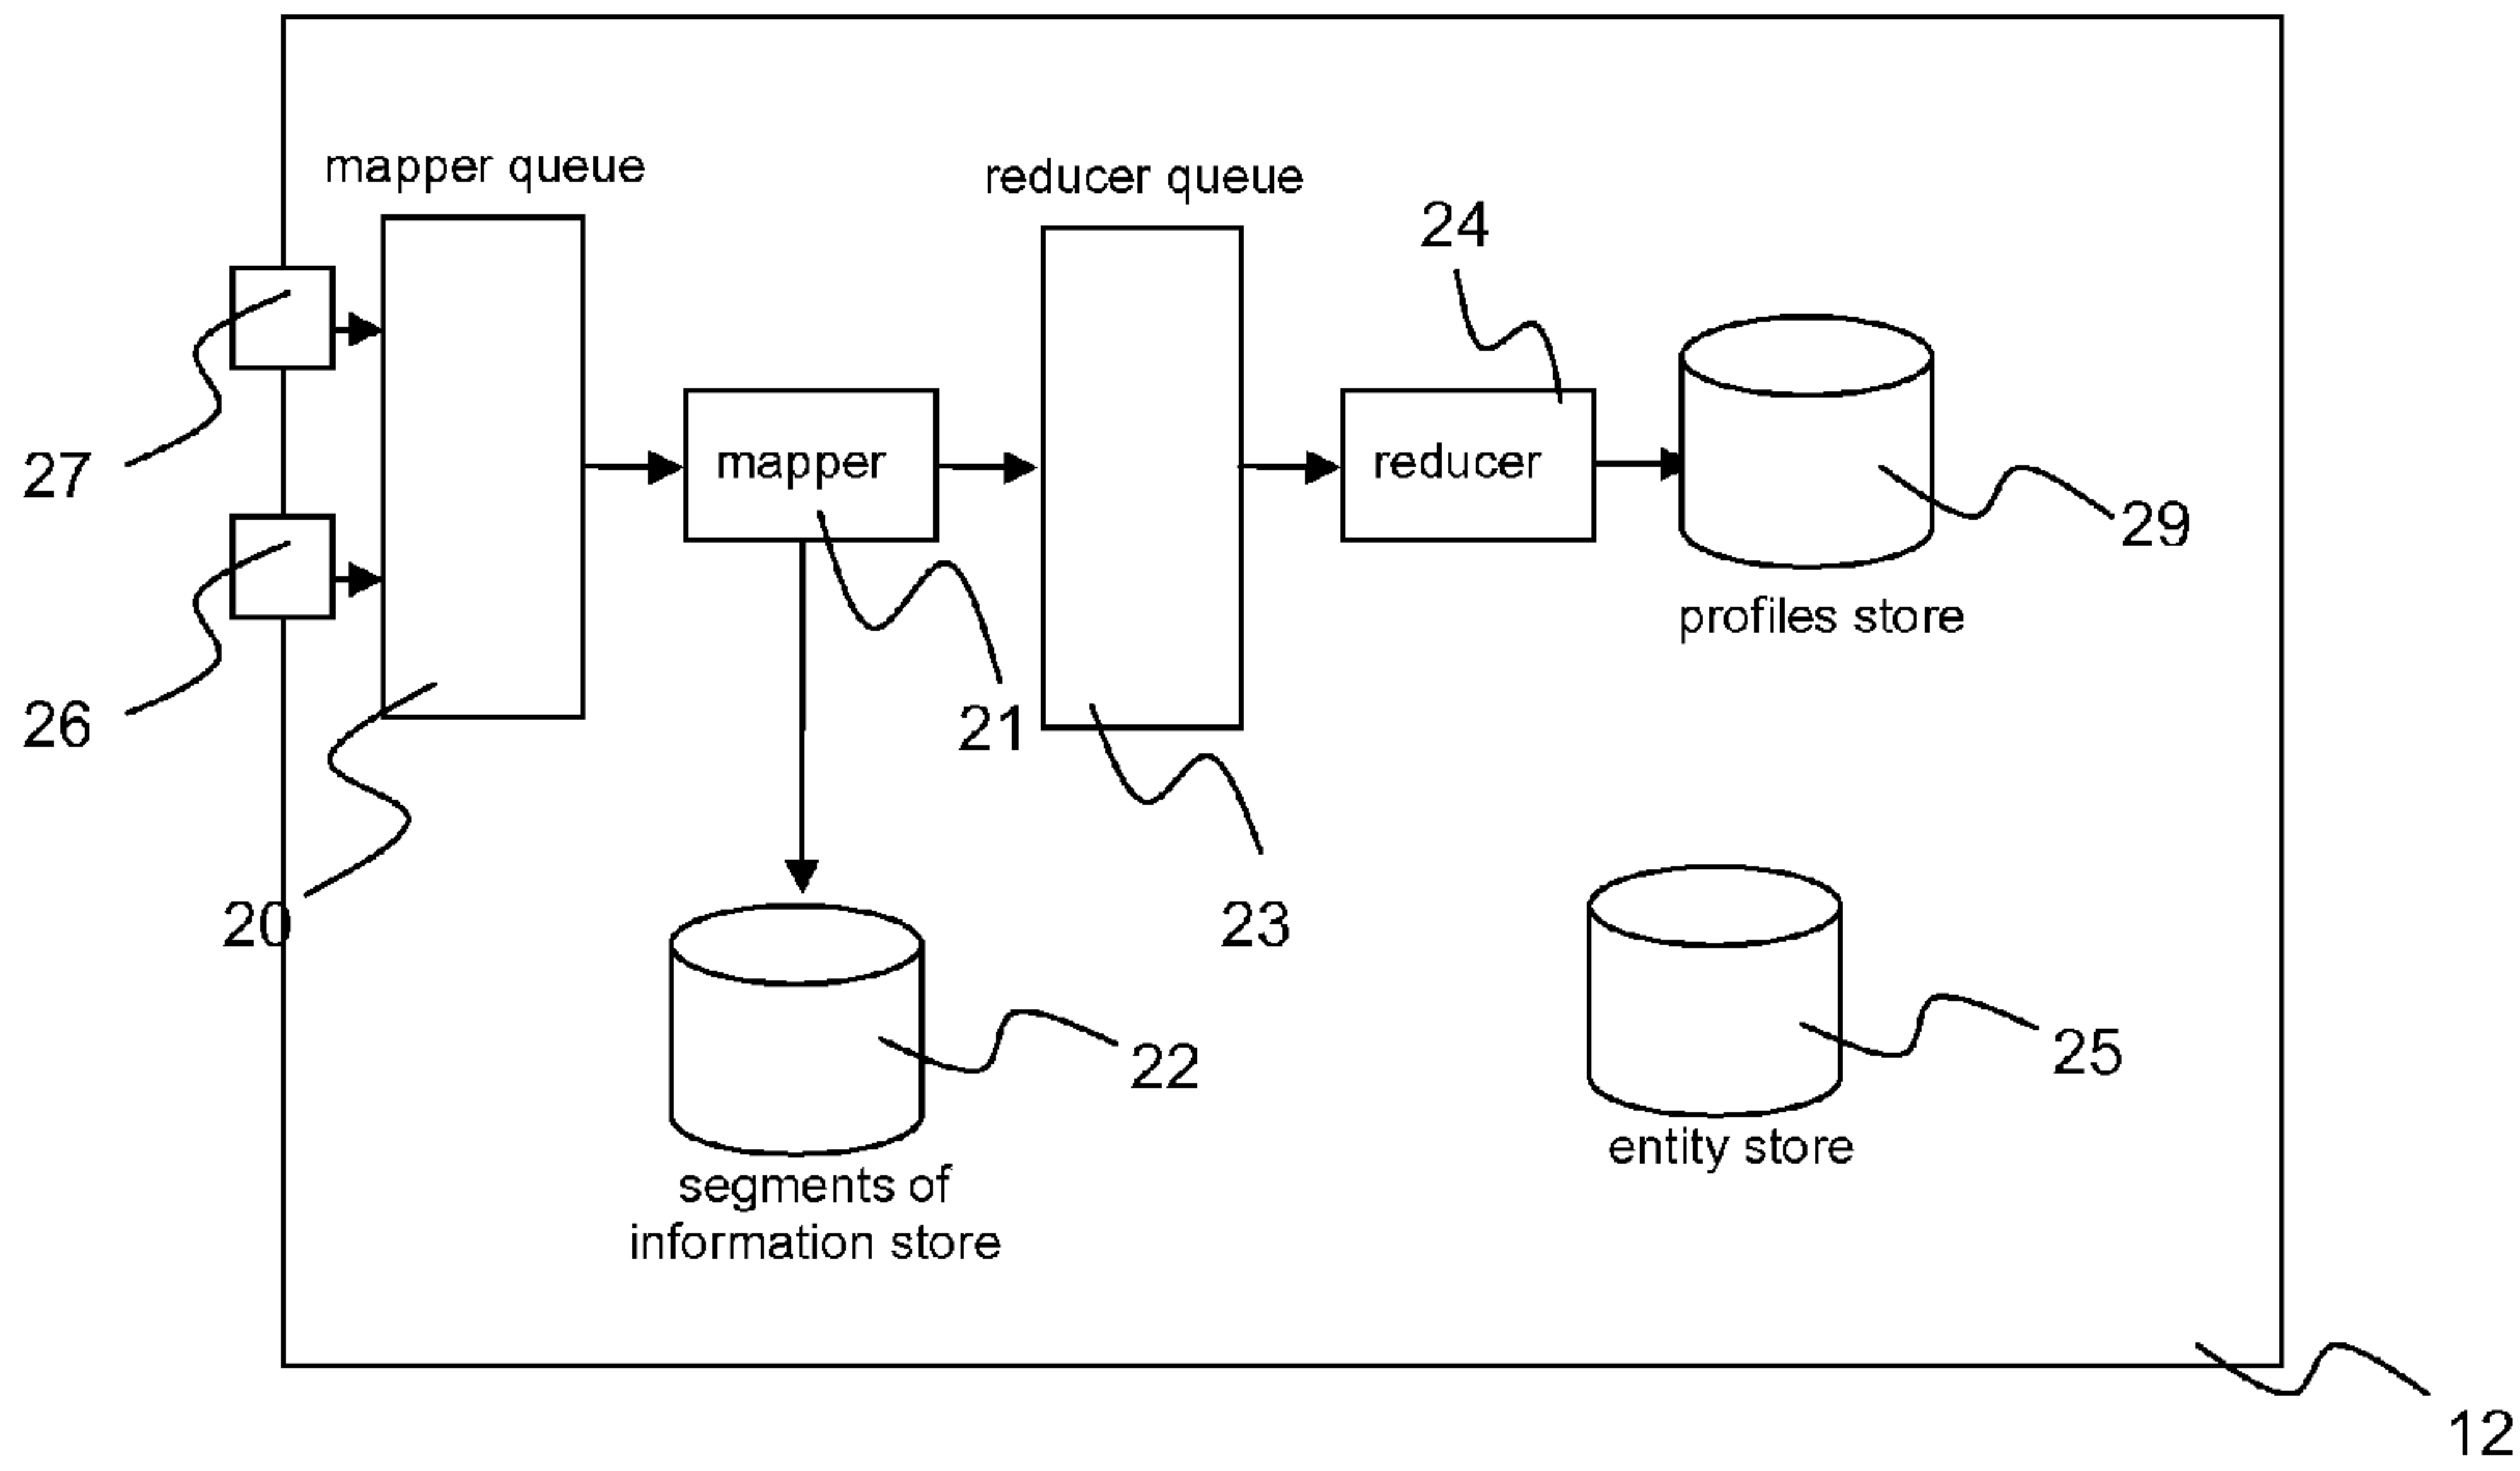 mapper queue
reducer queue
24
27
mapper
reducer
29
profiles store
26
21
20
23
22
25
entity store
segments of
information store
12